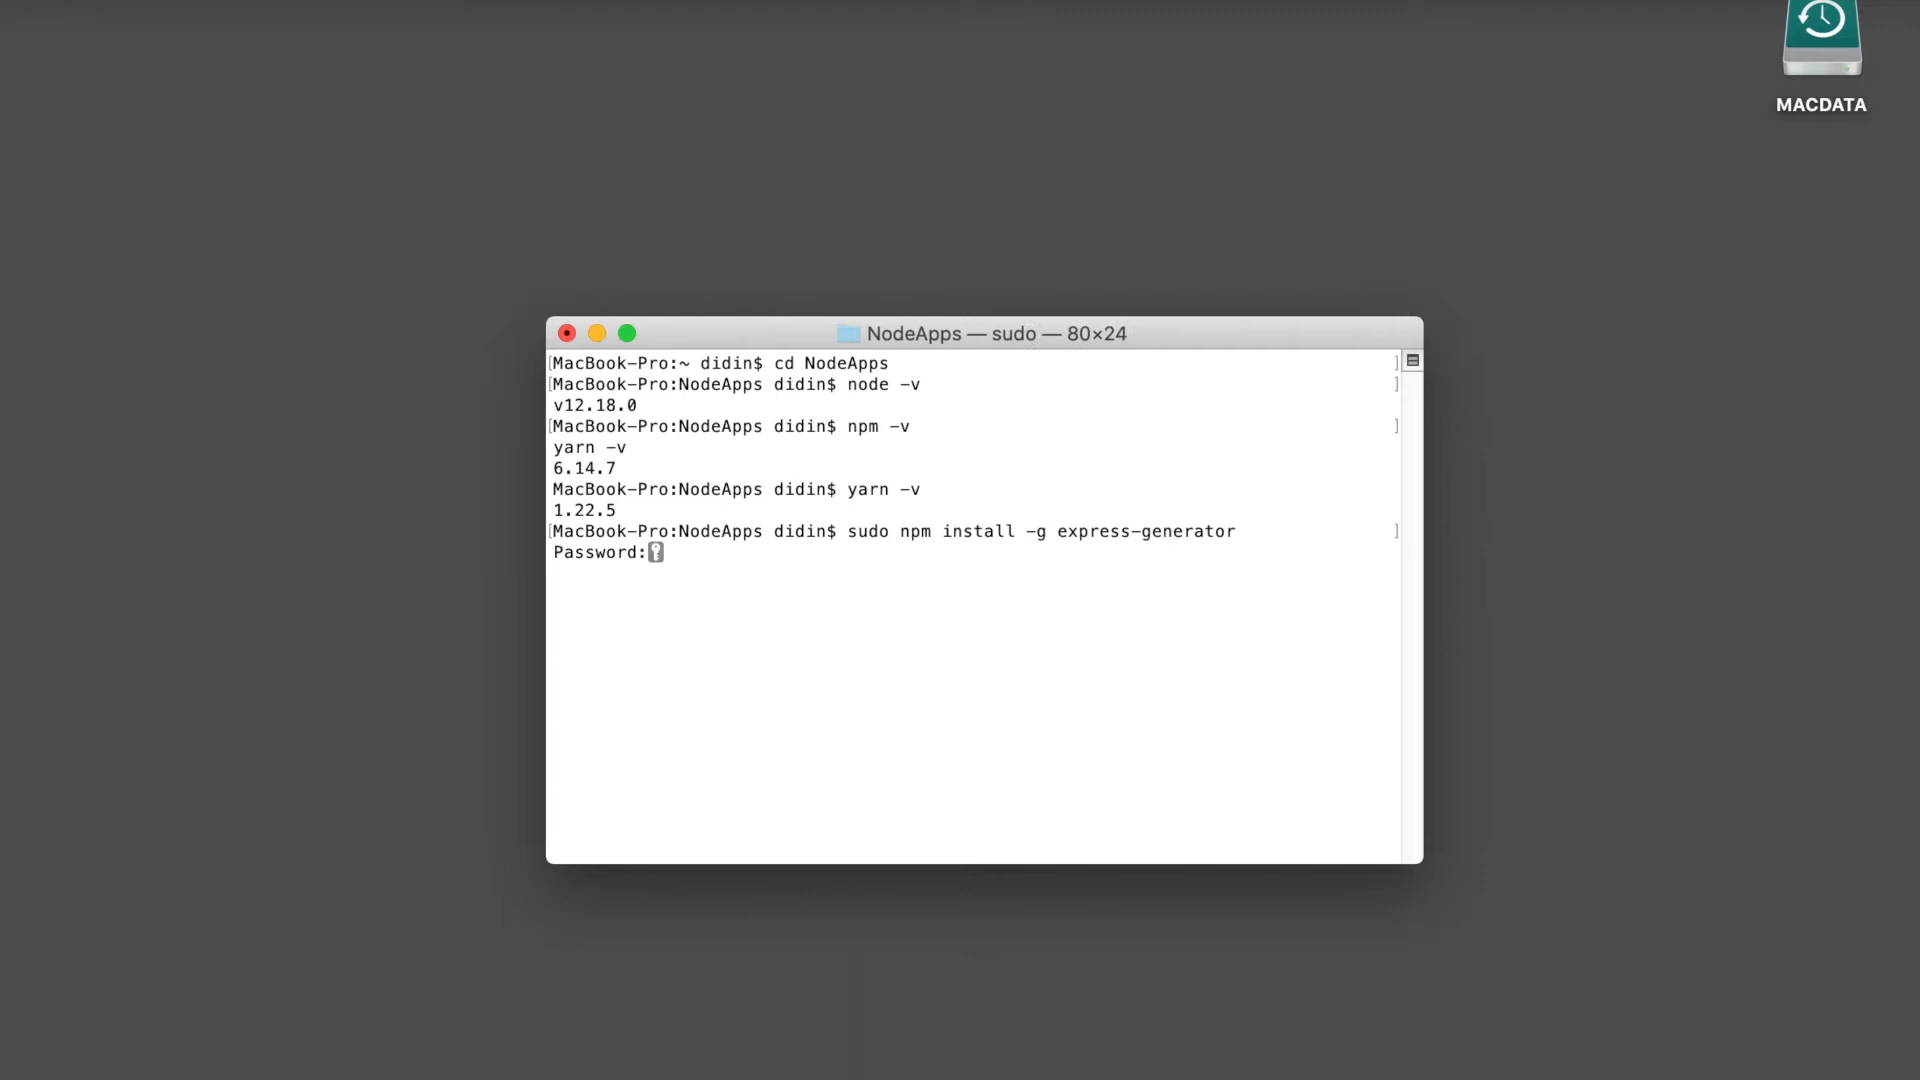 MACDATA
NodeApps — sudo — 80×24
[MacBook-Pro:~ didin$ cd NodeApps ]
[MacBook-Pro:NodeApps didin$ node -v ]
v12.18.0
[MacBook-Pro:NodeApps didin$ npm -v ]
yarn -v
6.14.7
MacBook-Pro:NodeApps didin$ yarn -v
1.22.5
[MacBook-Pro:NodeApps didin$ sudo npm install -g express-generator ]
Password: